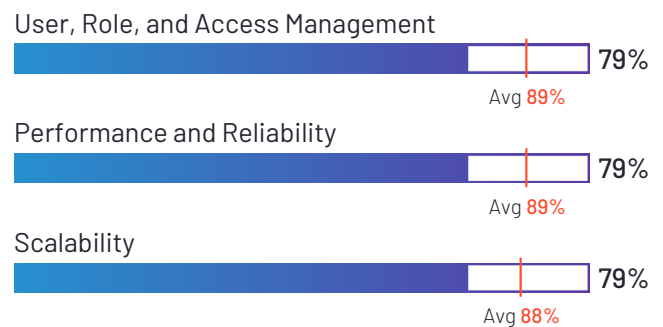 User, Role, and Access Management
79%
Avg 89%
Performance and Reliability
79%
Avg 89%
Scalability
79%
Avg 88%